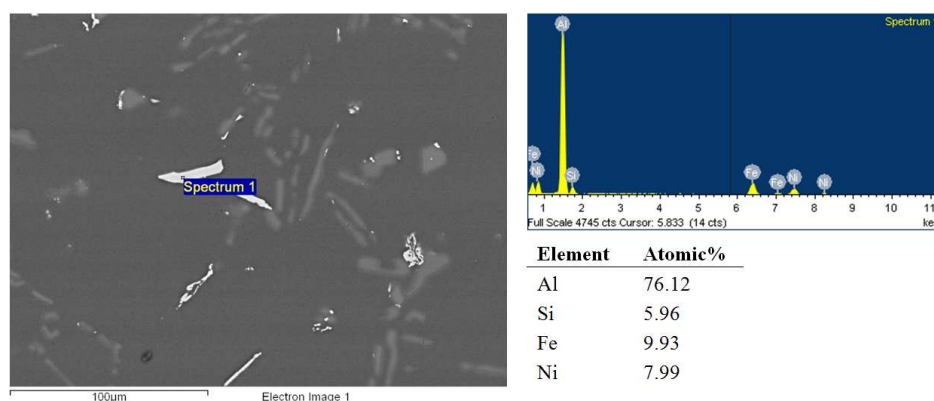 Spectrum 1
100µm Electron Image 1
Spectrum
Al
Fe
Ni
Si
Fe
Fe
Ni
Ni
1 2 3 4 5 6 7 8 9 10 11
Full Scale 4745 cts Cursor: 5.833 (14 cts) ke
Element Atomic%
Al 76.12
Si 5.96
Fe 9.93
Ni 7.99